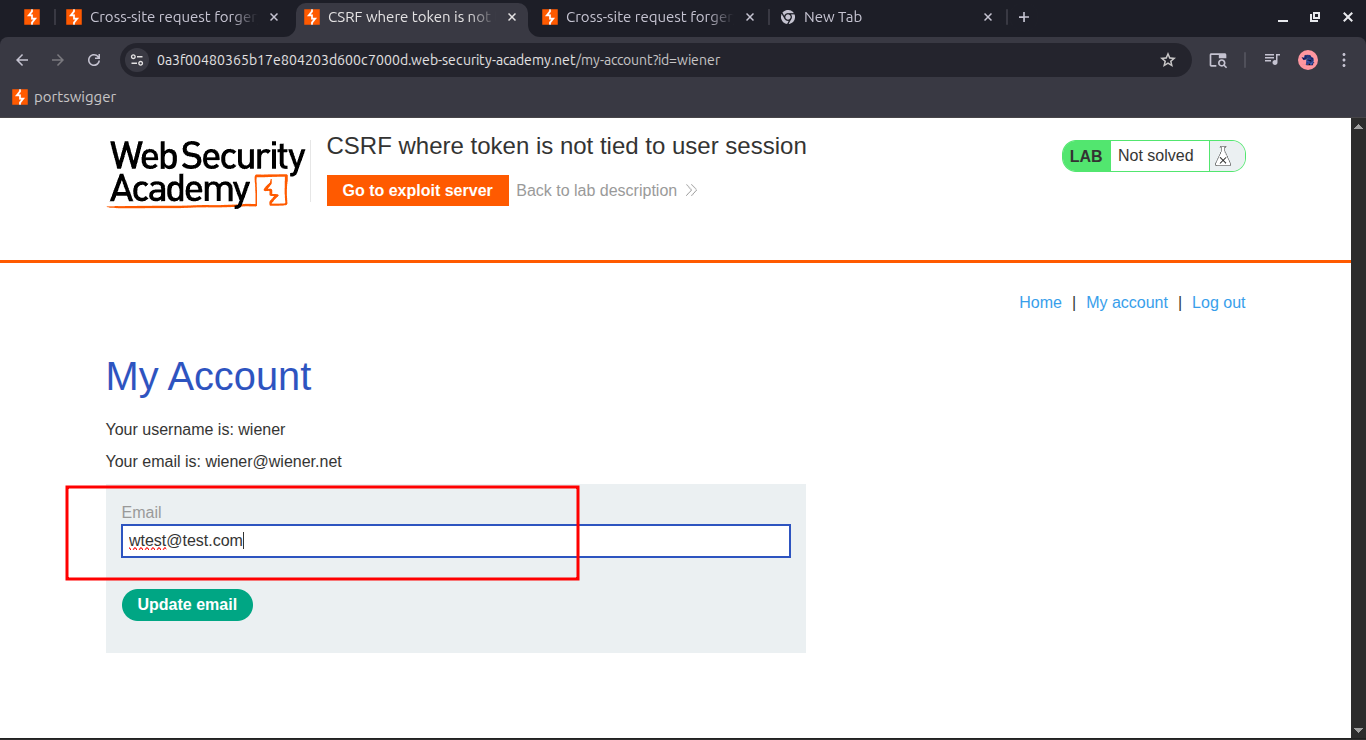 Cross-site request forger
CSRF where token is not
Cross-site request forger
New Tab
0a3f00480365b17e804203d600c7000d.web-security-academy.net/my-account?id=wiener
portswigger
Web Security
Academy
CSRF where token is not tied to user session
LAB Not solved
Go to exploit server Back to lab description
Home | My account | Log out
My Account
Your username is: wiener
Your email is: wiener@wiener.net
Email
wtest@test.com
Update email